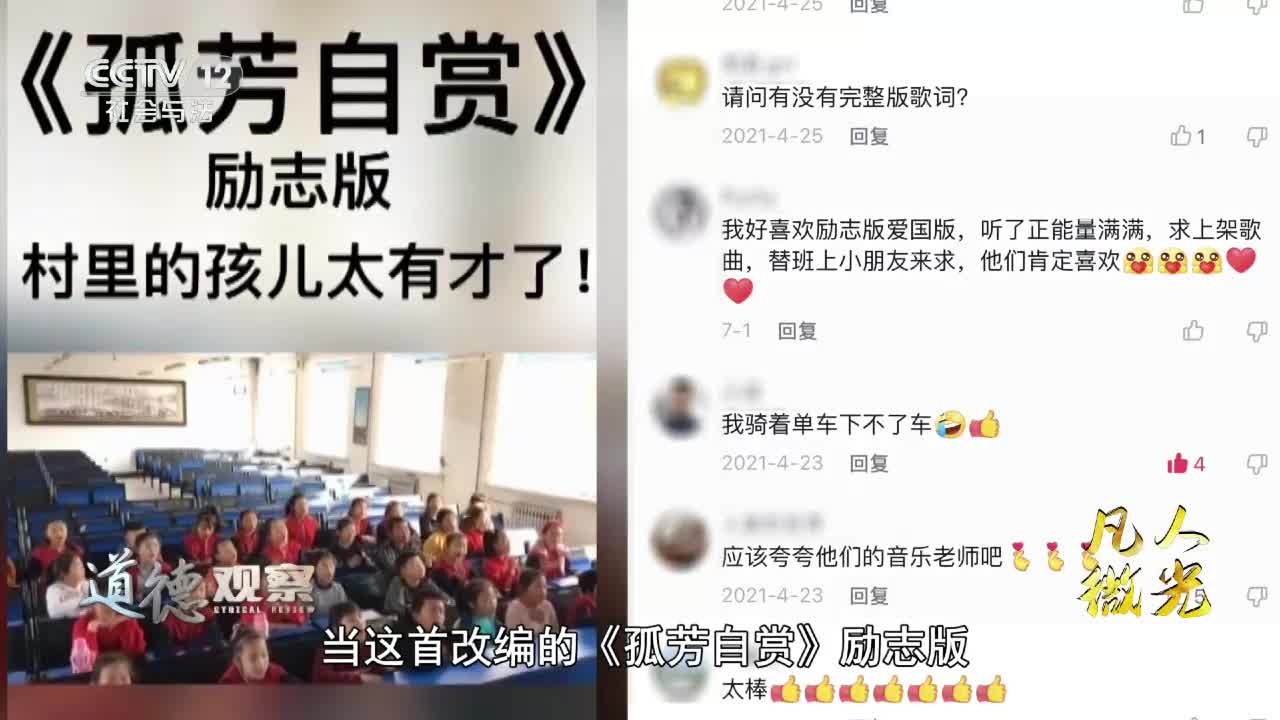 《孤芳自赏》
CCTV 12
社会与法
励志版
村里的孩儿太有才了！
道德观察
ETHICAL REVIEW
2021-4-25 回复
请问有没有完整版歌词？
2021-4-25 回复 1
我好喜欢励志版爱国版，听了正能量满满，求上架歌
曲，替班上小朋友来求，他们肯定喜欢🥰🥰🥰❤️
❤️
7-1 回复
我骑着单车下不了车🤣👍
2021-4-23 回复 4
应该夸夸他们的音乐老师吧
2021-4-23 回复 5
凡人
微光
太棒👍👍👍👍👍👍👍
当这首改编的《孤芳自赏》励志版